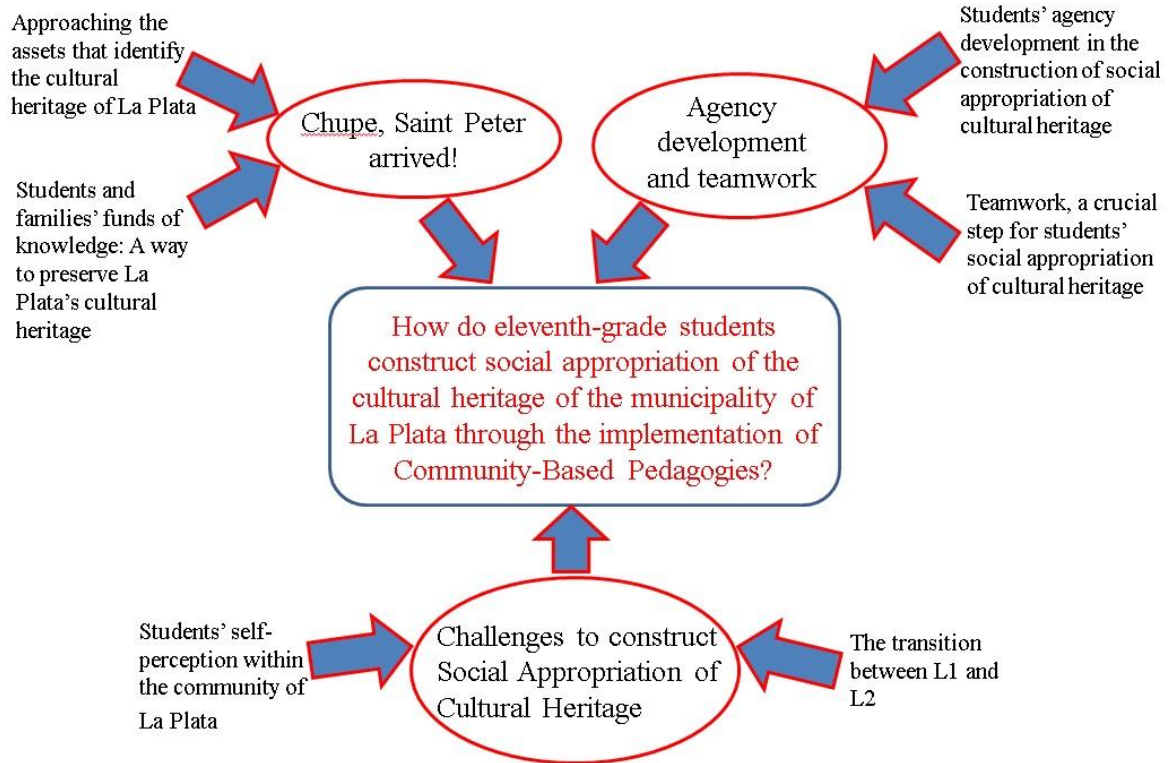 Approaching the
assets that identify
the cultural
heritage of La Plata
Students and
families’ funds of
knowledge: A way
to preserve La
Plata’s cultural
heritage
Chupe, Saint Peter
arrived!
Agency
development
and teamwork
Students’ agency
development in the
construction of social
appropriation of
cultural heritage
Teamwork, a crucial
step for students’
social appropriation
of cultural heritage
How do eleventh-grade students
construct social appropriation of the
cultural heritage of the municipality of
La Plata through the implementation of
Community-Based Pedagogies?
Students’ self-
perception within
the community of
La Plata
Challenges to construct
Social Appropriation of
Cultural Heritage
The transition
between L1 and
L2